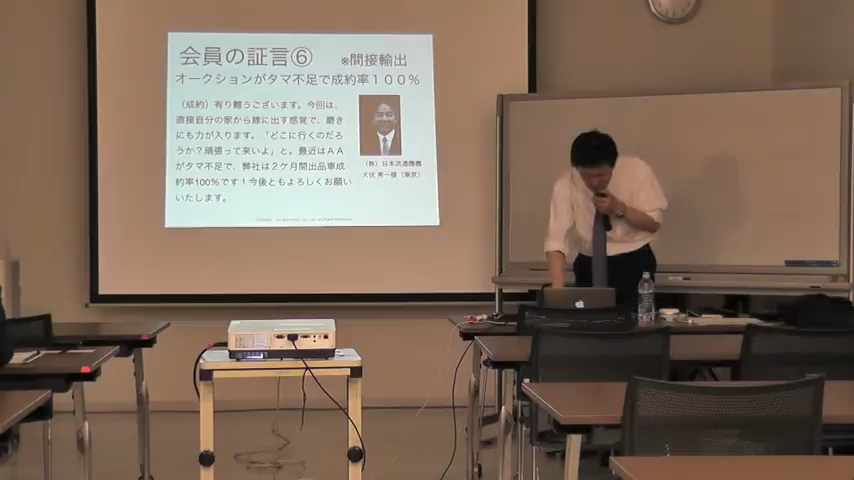 会員の証言⑥ ※間接輸出
オークションがタマ不足で成約率１００％
（成約）有り難うございます。今回は、
直接自分の家から嫁に出す感覚で、磨き
にも力が入ります。「どこに行くのだろ
うか？頑張って来いよ」と。最近はＡＡ
がタマ不足で、弊社は２ケ月間出品車成
約率100%です！今後ともよろしくお願い
いたします。
（株）日本流通機構
犬伏 秀一様（東京）